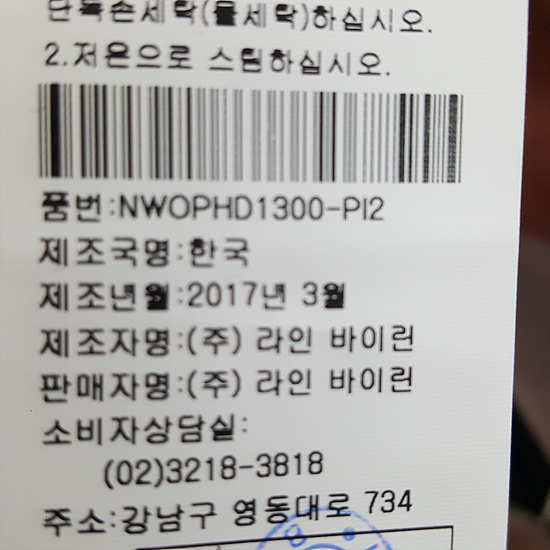 단독손세탁(물세탁)하십시오.
2.저온으로 스팀하십시오.
품번:NWOPHD1300-PI2
제조국명:한국
제조년월:2017년 3월
제조자명:(주) 라인 바이린
판매자명:(주) 라인 바이린
소비자상담실:
(02)3218-3818
주소:강남구 영동대로 734